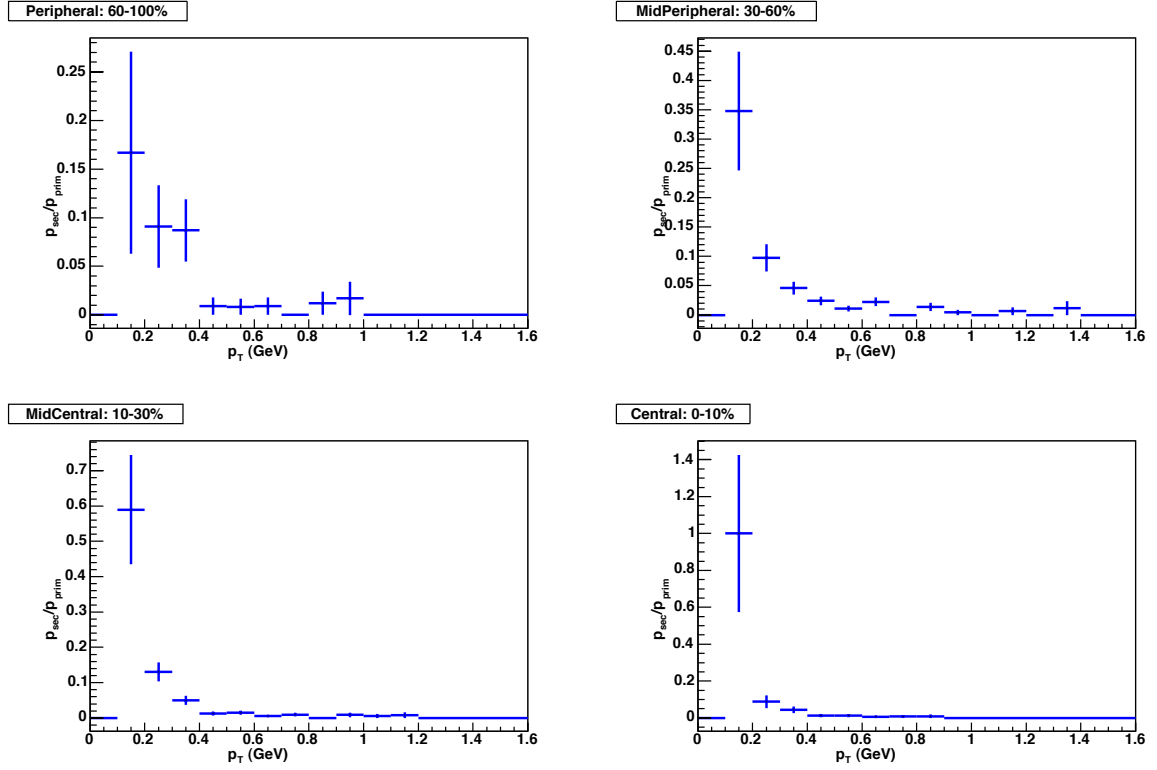 Peripheral: 60-100%
p_sec/p_prim
0.25
0.2
0.15
0.1
0.05
0
0 0.2 0.4 0.6 0.8 1 1.2 1.4 1.6
p_T (GeV)
MidPeripheral: 30-60%
p_sec/p_prim
0.45
0.4
0.35
0.3
0.25
0.2
0.15
0.1
0.05
0
0 0.2 0.4 0.6 0.8 1 1.2 1.4 1.6
p_T (GeV)
MidCentral: 10-30%
p_sec/p_prim
0.7
0.6
0.5
0.4
0.3
0.2
0.1
0
0 0.2 0.4 0.6 0.8 1 1.2 1.4 1.6
p_T (GeV)
Central: 0-10%
p_sec/p_prim
1.4
1.2
1
0.8
0.6
0.4
0.2
0
0 0.2 0.4 0.6 0.8 1 1.2 1.4 1.6
p_T (GeV)